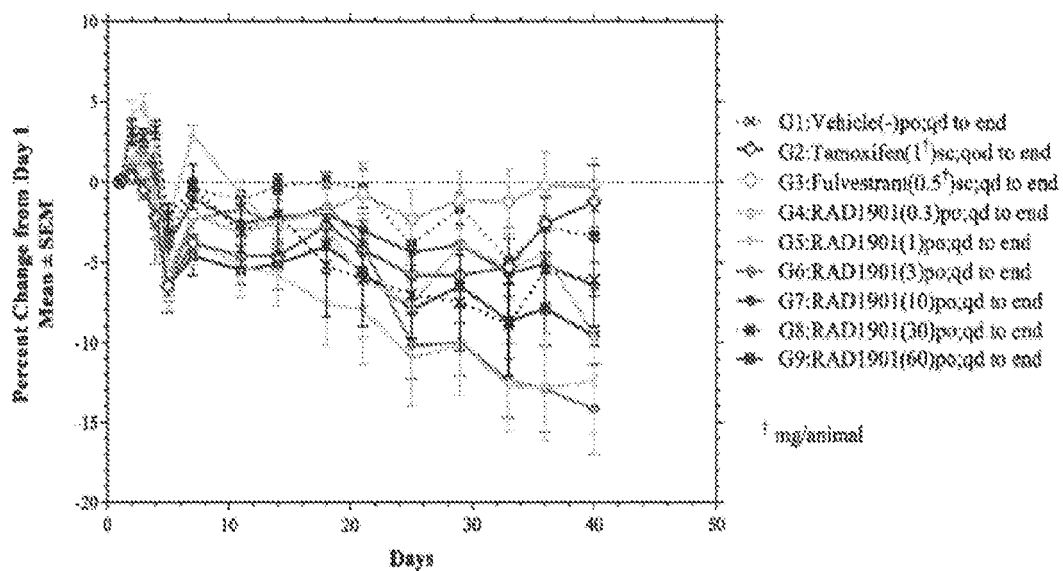 Percent Change from Day 1
Mean ± SEM
10
5
0
-5
-10
-15
-20
0
10
20
30
40
50
Days
G1:Vehicle(-)po;qd to end
G2:Tamoxifen(1†)sc;qod to end
G3:Fulvestrant(0.5†)sc;qd to end
G4:RAD1901(0.3)po;qd to end
G5:RAD1901(1)po;qd to end
G6:RAD1901(3)po;qd to end
G7:RAD1901(10)po;qd to end
G8:RAD1901(30)po;qd to end
G9:RAD1901(60)po;qd to end
† mg/animal